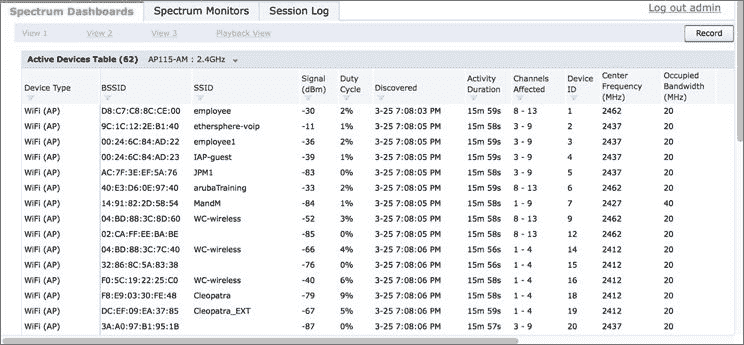 Spectrum Dashboards Spectrum Monitors Session Log Log out admin
View 1 View 2 View 3 Playback View Record
Active Devices Table (62) AP115-AM : 2.4GHz
Device Type BSSID SSID Signal (dBm) Duty Cycle Discovered Activity Duration Channels Affected Device ID Center Frequency (MHz) Occupied Bandwidth (MHz)
WiFi (AP) D8:C7:C8:8C:CE:00 employee -30 2% 3-25 7:08:03 PM 15m 59s 8 - 13 1 2462 20
WiFi (AP) 9C:1C:12:2E:B1:40 ethersphere-voip -11 1% 3-25 7:08:05 PM 15m 58s 3 - 9 2 2437 20
WiFi (AP) 00:24:6C:84:AD:22 employee1 -36 2% 3-25 7:08:05 PM 15m 59s 3 - 9 3 2437 20
WiFi (AP) 00:24:6C:84:AD:23 IAP-guest -39 1% 3-25 7:08:05 PM 15m 59s 3 - 9 4 2437 20
WiFi (AP) AC:7F:3E:EF:5A:76 JPM1 -83 0% 3-25 7:08:05 PM 15m 58s 3 - 9 5 2437 20
WiFi (AP) 40:E3:D6:0E:97:40 arubaTraining -33 2% 3-25 7:08:05 PM 15m 59s 8 - 13 6 2462 20
WiFi (AP) 14:91:82:2D:58:54 MandM -84 1% 3-25 7:08:05 PM 15m 58s 1 - 9 7 2427 40
WiFi (AP) 04:BD:88:3C:8D:60 WC-wireless -52 3% 3-25 7:08:05 PM 15m 58s 8 - 13 9 2462 20
WiFi (AP) 02:CA:FF:EE:BA:BE -85 0% 3-25 7:08:05 PM 15m 58s 8 - 13 12 2462 20
WiFi (AP) 04:BD:88:3C:7C:40 WC-wireless -66 4% 3-25 7:08:06 PM 15m 56s 1 - 4 14 2412 20
WiFi (AP) 32:86:8C:5A:83:38 -76 0% 3-25 7:08:06 PM 15m 56s 1 - 4 15 2412 20
WiFi (AP) F0:5C:19:22:25:C0 WC-wireless -40 6% 3-25 7:08:06 PM 15m 58s 1 - 4 16 2412 20
WiFi (AP) F8:E9:03:30:FE:48 Cleopatra -79 9% 3-25 7:08:06 PM 15m 58s 1 - 4 18 2412 20
WiFi (AP) DC:EF:09:EA:37:85 Cleopatra_EXT -67 5% 3-25 7:08:06 PM 15m 58s 1 - 4 19 2412 20
WiFi (AP) 3A:A0:97:B1:95:1B -87 0% 3-25 7:08:06 PM 15m 57s 3 - 9 20 2437 20